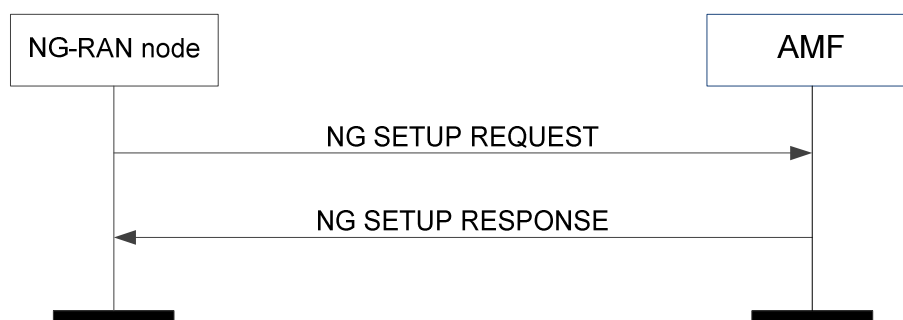 NG-RAN node
AMF
NG SETUP REQUEST
NG SETUP RESPONSE